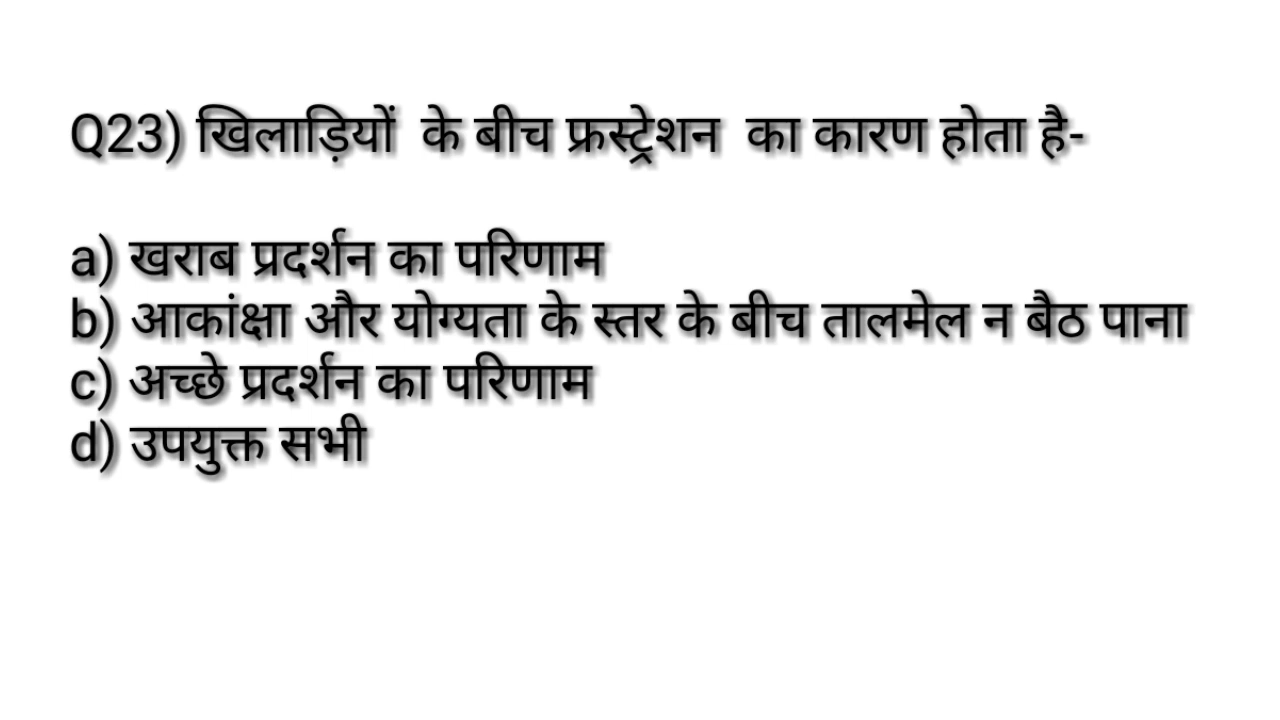 Q23) खिलाड़ियों के बीच फ्रस्ट्रेशन का कारण होता है-
a) खराब प्रदर्शन का परिणाम
b) आकांक्षा और योग्यता के स्तर के बीच तालमेल न बैठ पाना
c) अच्छे प्रदर्शन का परिणाम
d) उपयुक्त सभी